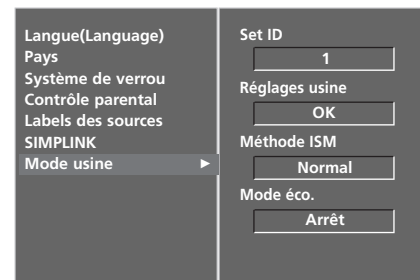 Langue(Language)
Pays
Système de verrou
Contrôle parental
Labels des sources
SIMPLINK
Mode usine ►
Set ID
1
Réglages usine
OK
Méthode ISM
Normal
Mode éco.
Arrêt